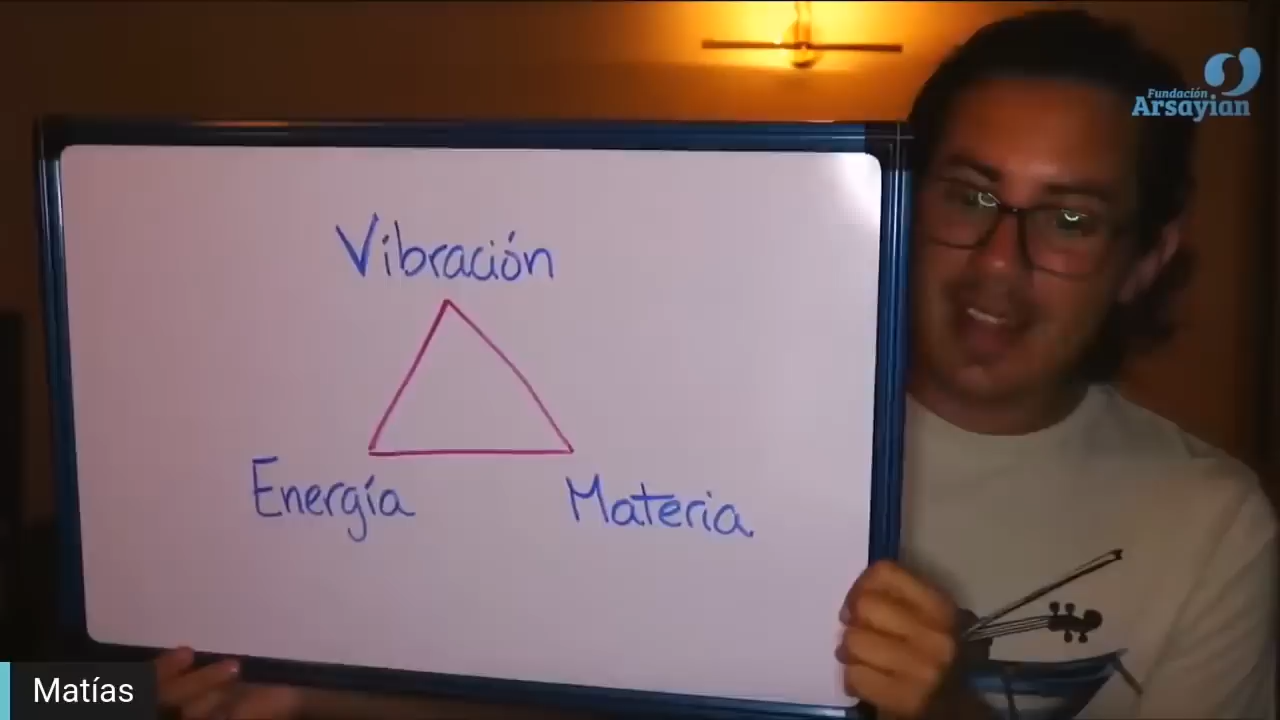 Fundación
Arsayian
Vibración
Energía
Materia
Matías